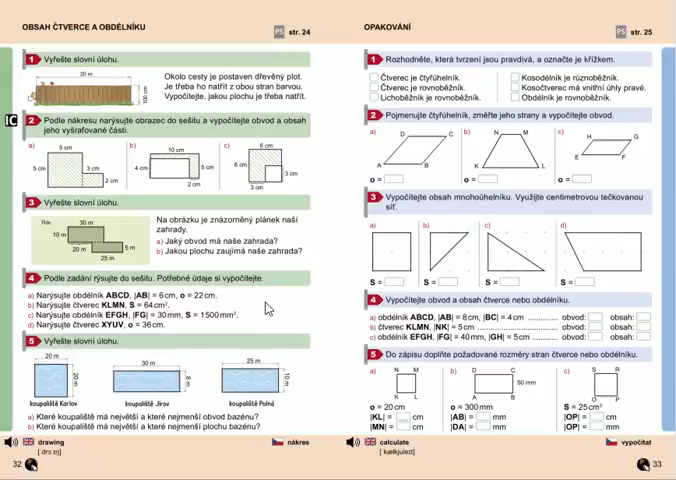 OBSAH ČTVERCE A OBDÉLNÍKU
PS str. 24
1 Vyřešte slovní úlohu.
20 m
100 cm
Okolo cesty je postaven dřevěný plot.
Je třeba ho natřít z obou stran barvou.
Vypočítejte, jakou plochu je třeba natřít.
IC
2 Podle nákresu narýsujte obrazec do sešitu a vypočítejte obvod a obsah
jeho vyšrafované části.
a)
5 cm
5 cm
3 cm
2 cm
b)
10 cm
4 cm
5 cm
2 cm
c)
6 cm
6 cm
3 cm
3 cm
3 Vyřešte slovní úlohu.
Plán
30 m
10 m
20 m
5 m
25 m
Na obrázku je znázorněný plánek naší
zahrady.
a) Jaký obvod má naše zahrada?
b) Jakou plochu zaujímá naše zahrada?
4 Podle zadání rýsujte do sešitu. Potřebné údaje si vypočítejte.
a) Narýsujte obdélník ABCD, |AB| = 6 cm, o = 22 cm.
b) Narýsujte čtverec KLMN, S = 64 cm².
c) Narýsujte obdélník EFGH, |FG| = 30 mm, S = 1 500 mm².
d) Narýsujte čtverec XYUV, o = 36 cm.
5 Vyřešte slovní úlohu.
20 m
20 m
koupaliště Karlov
30 m
8 m
koupaliště Jírov
25 m
10 m
koupaliště Polná
a) Které koupaliště má největší a které nejmenší obvod bazénu?
b) Které koupaliště má největší a které nejmenší plochu bazénu?
drawing
[ˈdrɔːɪŋ]
nákres
32
OPAKOVÁNÍ
PS str. 25
1 Rozhodněte, která tvrzení jsou pravdivá, a označte je křížkem.
Čtverec je čtyřúhelník.
Čtverec je rovnoběžník.
Lichoběžník je rovnoběžník.
Kosodélník je různoběžník.
Kosočtverec má vnitřní úhly pravé.
Obdélník je rovnoběžník.
2 Pojmenujte čtyřúhelník, změřte jeho strany a vypočítejte obvod.
a)
D C
A B
o =
b)
N M
K L
o =
c)
H G
E F
o =
3 Vypočítejte obsah mnohoúhelníku. Využijte centimetrovou tečkovanou
síť.
a) b) c) d)
S = S = S = S =
4 Vypočítejte obvod a obsah čtverce nebo obdélníku.
a) obdélník ABCD, |AB| = 8 cm, |BC| = 4 cm .............. obvod: obsah:
b) čtverec KLMN, |NK| = 5 cm .................................... obvod: obsah:
c) obdélník EFGH, |FG| = 40 mm, |GH| = 5 cm ........ obvod: obsah:
5 Do zápisu doplňte požadované rozměry stran čtverce nebo obdélníku.
a)
N M
K L
o = 20 cm
|KL| = cm
|MN| = cm
b)
D C
50 mm
A B
o = 300 mm
|AB| = mm
|DA| = mm
c)
S R
O P
S = 25 cm²
|OP| = cm
|OP| = mm
calculate
[ˈkælkjuleɪt]
vypočítat
33